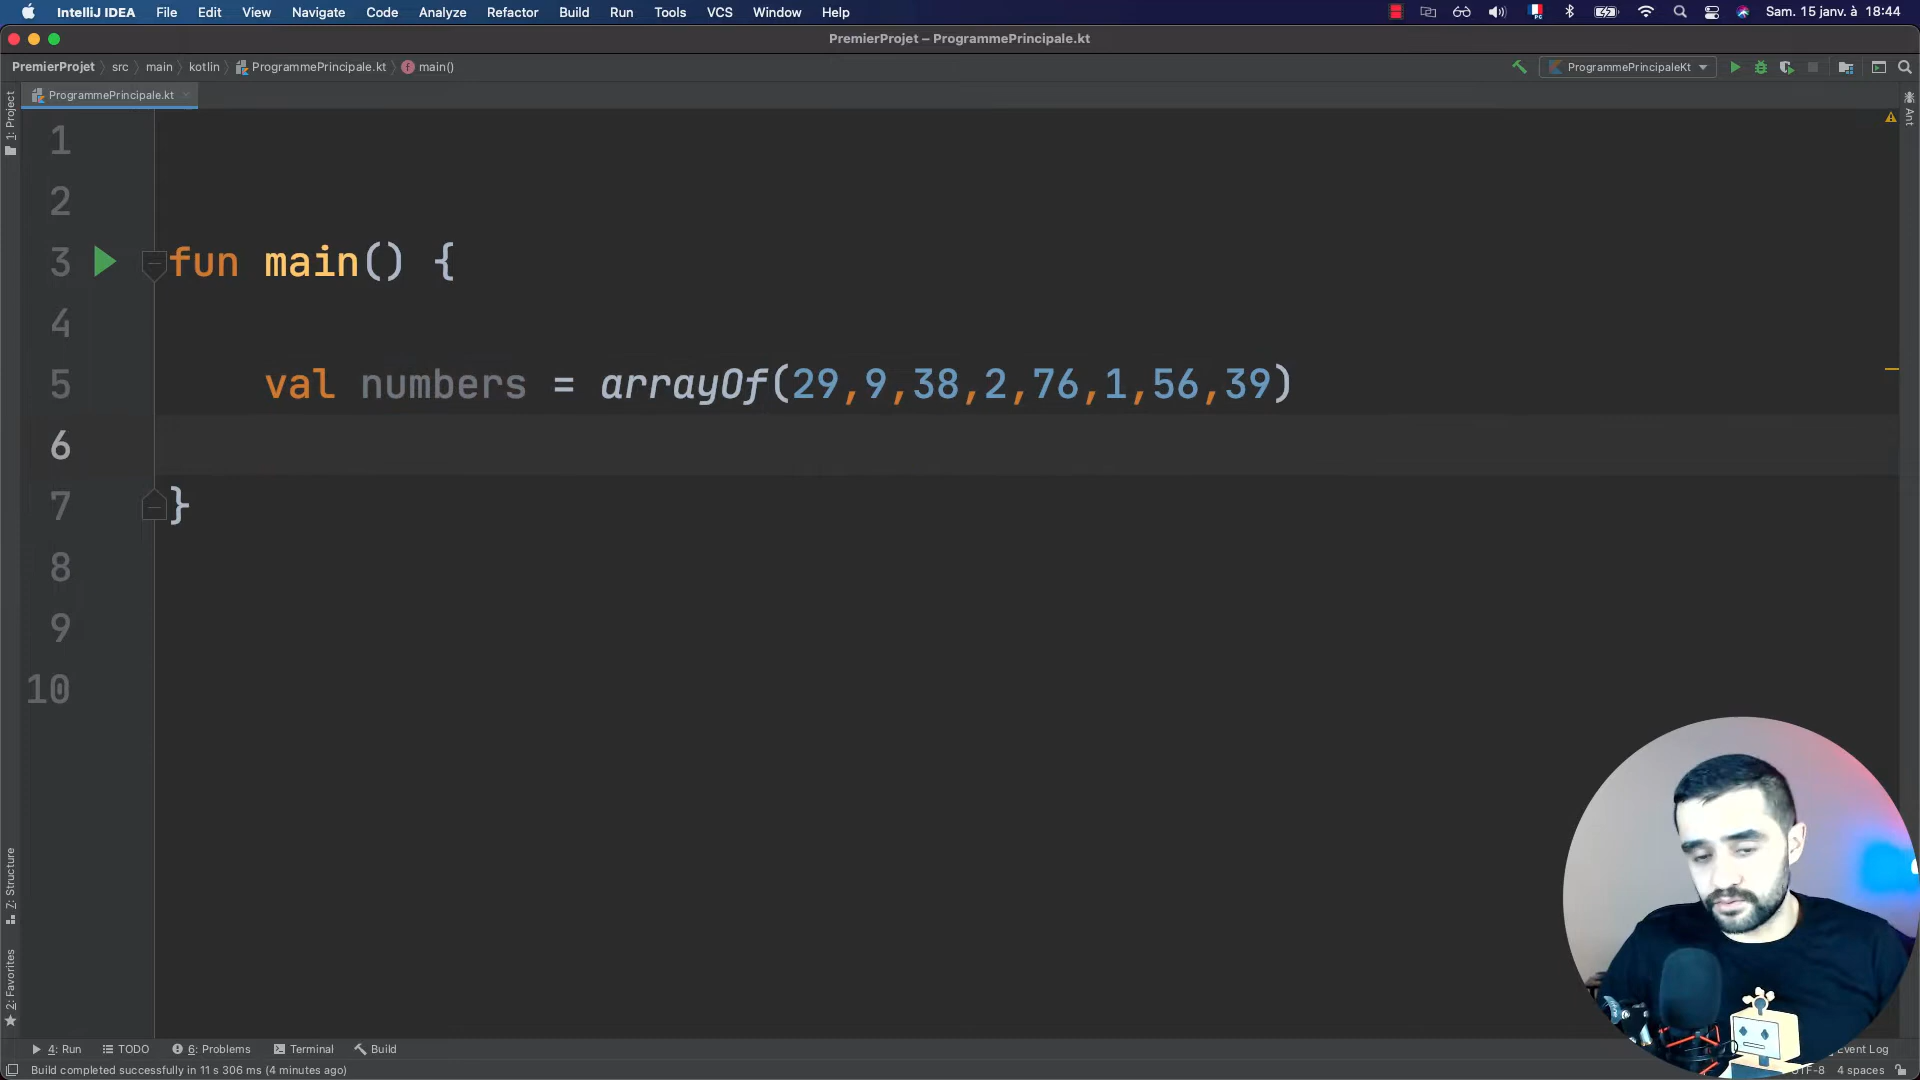 IntelliJ IDEA File Edit View Navigate Code Analyze Refactor Build Run Tools VCS Window Help Sam. 15 janv. à 18:44
PremierProjet – ProgrammePrincipale.kt
PremierProjet src main kotlin ProgrammePrincipale.kt main() ProgrammePrincipaleKt
ProgrammePrincipale.kt
1: Project
Ant
1
2
3 fun main() {
4
5 val numbers = arrayOf(29,9,38,2,76,1,56,39)
6
7 }
8
9
10
7: Structure
2: Favorites
4: Run TODO 6: Problems Terminal Build Event Log
Build completed successfully in 11 s 306 ms (4 minutes ago) UTF-8 4 spaces